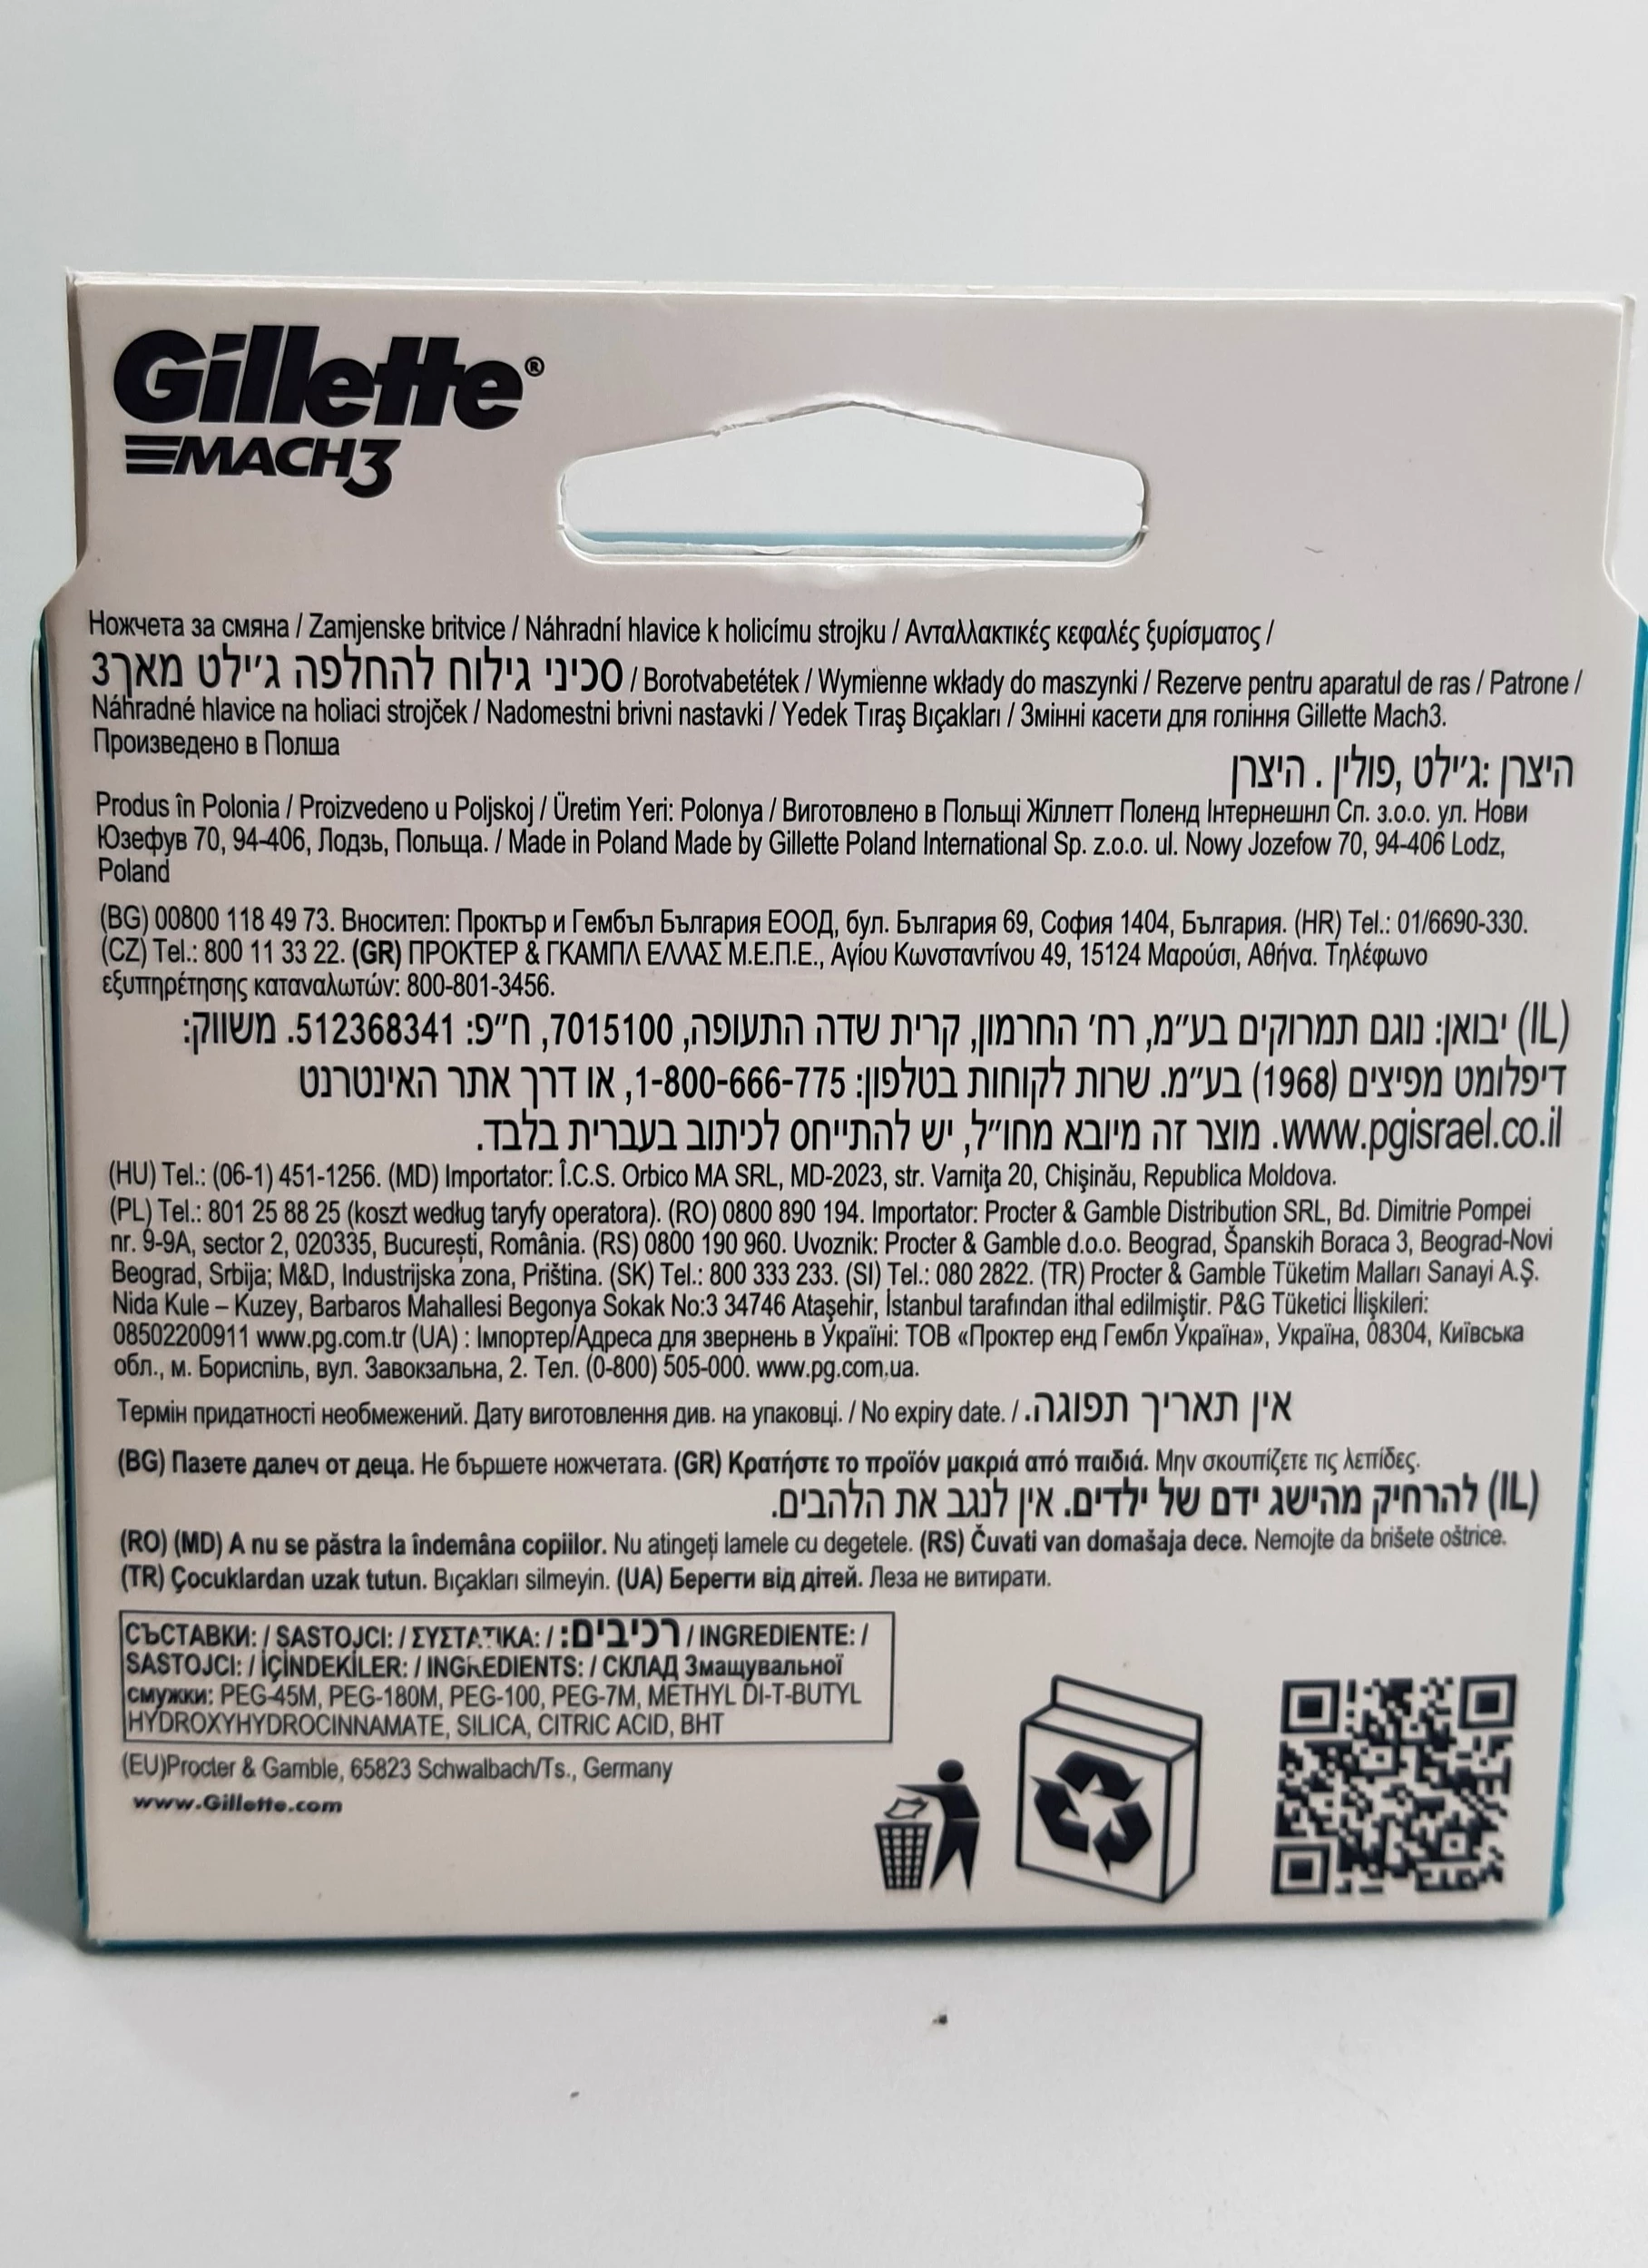 Gillette®
MACH3
Ножчета за смяна / Zamjenske britvice / Náhradní hlavice k holicímu strojku / Ανταλλακτικές κεφαλές ξυρίσματος /
סכיני גילוח להחלפה ג׳ילט מאך3 / Borotvabetétek / Wymienne wkłady do maszynki / Rezerve pentru aparatul de ras / Patrone /
Náhradné hlavice na holiaci strojček / Nadomestni brivni nastavki / Yedek Tıraş Bıçakları / Змінні касети для гоління Gillette Mach3.
Произведено в Полша
היצרן :ג׳ילט ,פולין . היצרן
Produs în Polonia / Proizvedeno u Poljskoj / Üretim Yeri: Polonya / Виготовлено в Польщі Жіллетт Поленд Інтернешнл Сп. з.о.о. ул. Нови
Юзефув 70, 94-406, Лодзь, Польща. / Made in Poland Made by Gillette Poland International Sp. z.o.o. ul. Nowy Jozefow 70, 94-406 Lodz,
Poland
(BG) 00800 118 49 73. Вносител: Проктър и Гембъл България ЕООД, бул. България 69, София 1404, България. (HR) Tel.: 01/6690-330.
(CZ) Tel.: 800 11 33 22. (GR) ΠΡΟΚΤΕΡ & ΓΚΑΜΠΛ ΕΛΛΑΣ Μ.Ε.Π.Ε., Αγίου Κωνσταντίνου 49, 15124 Μαρούσι, Αθήνα. Τηλέφωνο
εξυπηρέτησης καταναλωτών: 800-801-3456.
(IL) יבואן: נוגם תמרוקים בע״מ, רח׳ החרמון, קרית שדה התעופה, 7015100, ח״פ: 512368341. משווק:
דיפלומט מפיצים (1968) בע״מ. שרות לקוחות בטלפון: 1-800-666-775, או דרך אתר האינטרנט
www.pgisrael.co.il. מוצר זה מיובא מחו״ל, יש להתייחס לכיתוב בעברית בלבד.
(HU) Tel.: (06-1) 451-1256. (MD) Importator: Î.C.S. Orbico MA SRL, MD-2023, str. Varniţa 20, Chişinău, Republica Moldova.
(PL) Tel.: 801 25 88 25 (koszt według taryfy operatora). (RO) 0800 890 194. Importator: Procter & Gamble Distribution SRL, Bd. Dimitrie Pompei
nr. 9-9A, sector 2, 020335, București, România. (RS) 0800 190 960. Uvoznik: Procter & Gamble d.o.o. Beograd, Španskih Boraca 3, Beograd-Novi
Beograd, Srbija; M&D, Industrijska zona, Priština. (SK) Tel.: 800 333 233. (SI) Tel.: 080 2822. (TR) Procter & Gamble Tüketim Malları Sanayi A.Ş.
Nida Kule – Kuzey, Barbaros Mahallesi Begonya Sokak No:3 34746 Ataşehir, İstanbul tarafından ithal edilmiştir. P&G Tüketici İlişkileri:
08502200911 www.pg.com.tr (UA) : Імпортер/Адреса для звернень в Україні: ТОВ «Проктер енд Гембл Україна», Україна, 08304, Київська
обл., м. Бориспіль, вул. Завокзальна, 2. Тел. (0-800) 505-000. www.pg.com.ua.
Термін придатності необмежений. Дату виготовлення див. на упаковці. / No expiry date. / אין תאריך תפוגה.
(BG) Пазете далеч от деца. Не бършете ножчетата. (GR) Κρατήστε το προϊόν μακριά από παιδιά. Μην σκουπίζετε τις λεπίδες.
(IL) להרחיק מהישג ידם של ילדים. אין לנגב את הלהבים.
(RO) (MD) A nu se păstra la îndemâna copiilor. Nu atingeți lamele cu degetele. (RS) Čuvati van domašaja dece. Nemojte da brišete oštrice.
(TR) Çocuklardan uzak tutun. Bıçakları silmeyin. (UA) Берегти від дітей. Леза не витирати.
СЪСТАВКИ: / SASTOJCI: / ΣΥΣΤΑΤΙΚΑ: / רכיבים: / INGREDIENTE: /
SASTOJCI: / İÇİNDEKİLER: / INGREDIENTS: / СКЛАД Змащувальної
смужки: PEG-45M, PEG-180M, PEG-100, PEG-7M, METHYL DI-T-BUTYL
HYDROXYHYDROCINNAMATE, SILICA, CITRIC ACID, BHT
(EU)Procter & Gamble, 65823 Schwalbach/Ts., Germany
www.Gillette.com